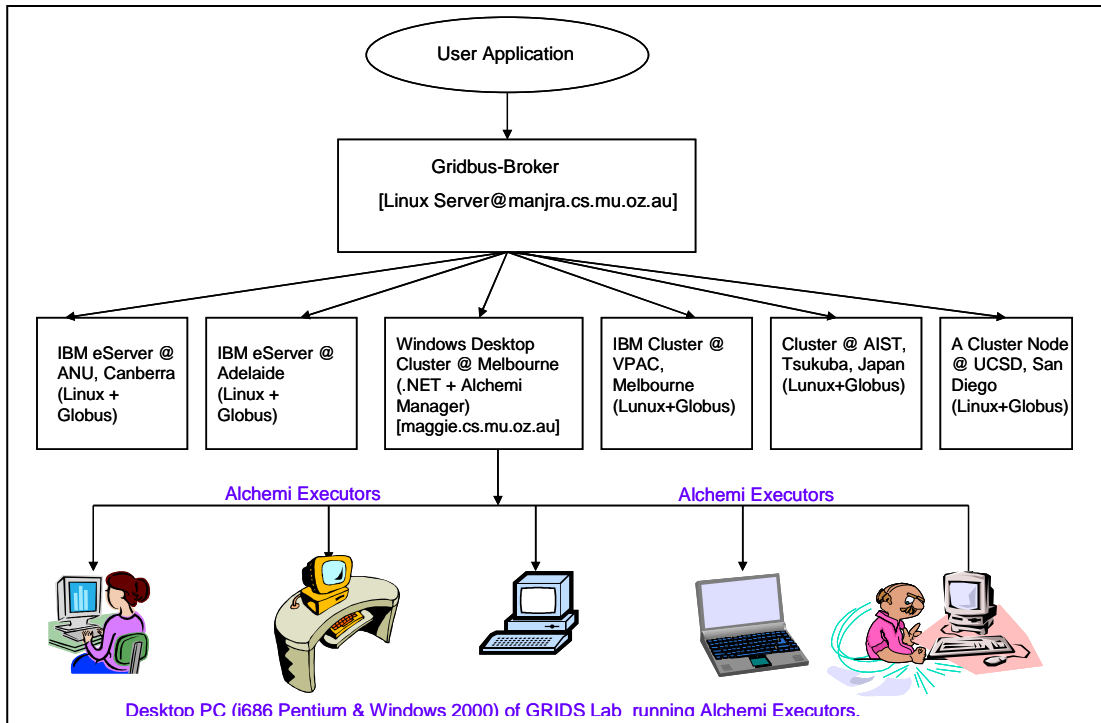 User Application
Gridbus-Broker
[Linux Server@manjra.cs.mu.oz.au]
IBM eServer @
ANU, Canberra
(Linux +
Globus)
IBM eServer @
Adelaide
(Linux +
Globus)
Windows Desktop
Cluster @ Melbourne
(.NET + Alchemi
Manager)
[maggie.cs.mu.oz.au]
IBM Cluster @
VPAC,
Melbourne
(Lunux+Globus)
Cluster @ AIST,
Tsukuba, Japan
(Lunux+Globus)
A Cluster Node
@ UCSD, San
Diego
(Linux+Globus)
Alchemi Executors
Alchemi Executors
Desktop PC (i686 Pentium & Windows 2000) of GRIDS Lab running Alchemi Executors.